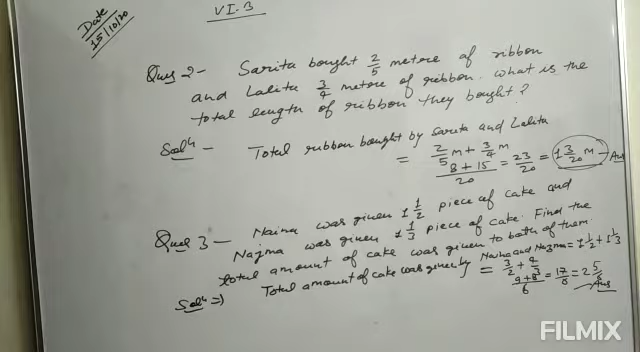 Date
15/10/20
VI-B
Ques 2- Sarita bought 2/5 metre of ribbon
and Lalita 3/4 metre of ribbon. What is the
total length of ribbon they bought?
Solⁿ - Total ribbon bought by Sarita and Lalita
= 2/5 m + 3/4 m
8+15/20 = 23/20 = 1 3/20 m - Ans
Ques 3 - Naina was given 1 1/2 piece of cake and
Najma was given 1 1/3 piece of cake. Find the
total amount of cake was given to both of them.
Solⁿ => Total amount of cake was given by Naina and Najma = 1 1/2 + 1 1/3
= 3/2 + 4/3
9+8/6 = 17/6 = 2 5/6
Ans
FILMIX